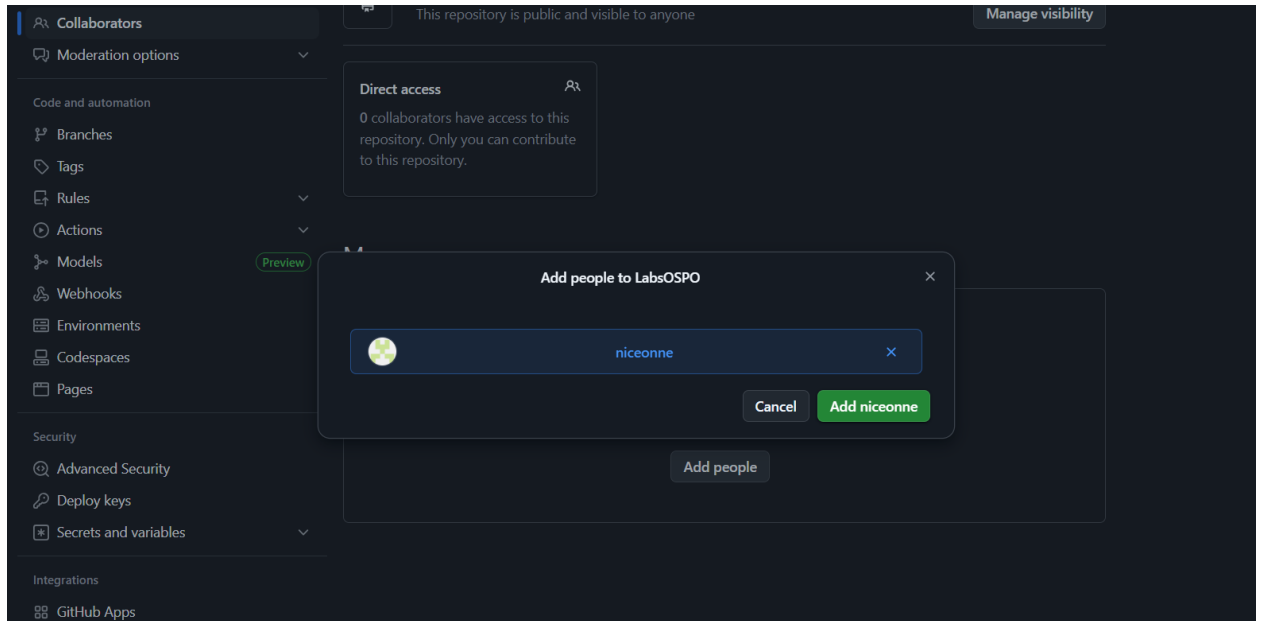 Collaborators
Moderation options
Code and automation
Branches
Tags
Rules
Actions
Models
Preview
Webhooks
Environments
Codespaces
Pages
Security
Advanced Security
Deploy keys
Secrets and variables
Integrations
GitHub Apps
This repository is public and visible to anyone
Manage visibility
Direct access
0 collaborators have access to this
repository. Only you can contribute
to this repository.
Add people to LabsOSPO
niceonne
Cancel
Add niceonne
Add people